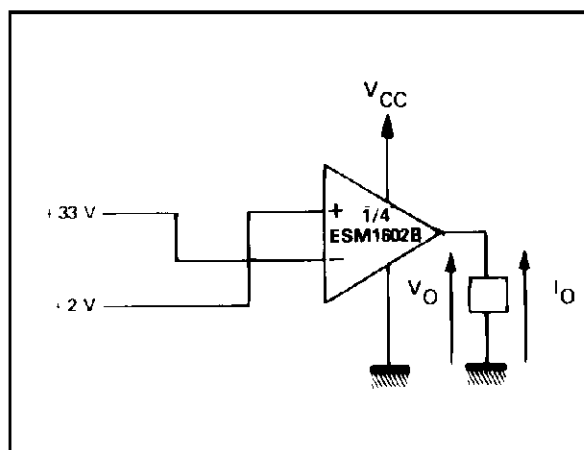 VCC
+33 V
+
1/4
ESM1602B
-
+2 V
VO
IO